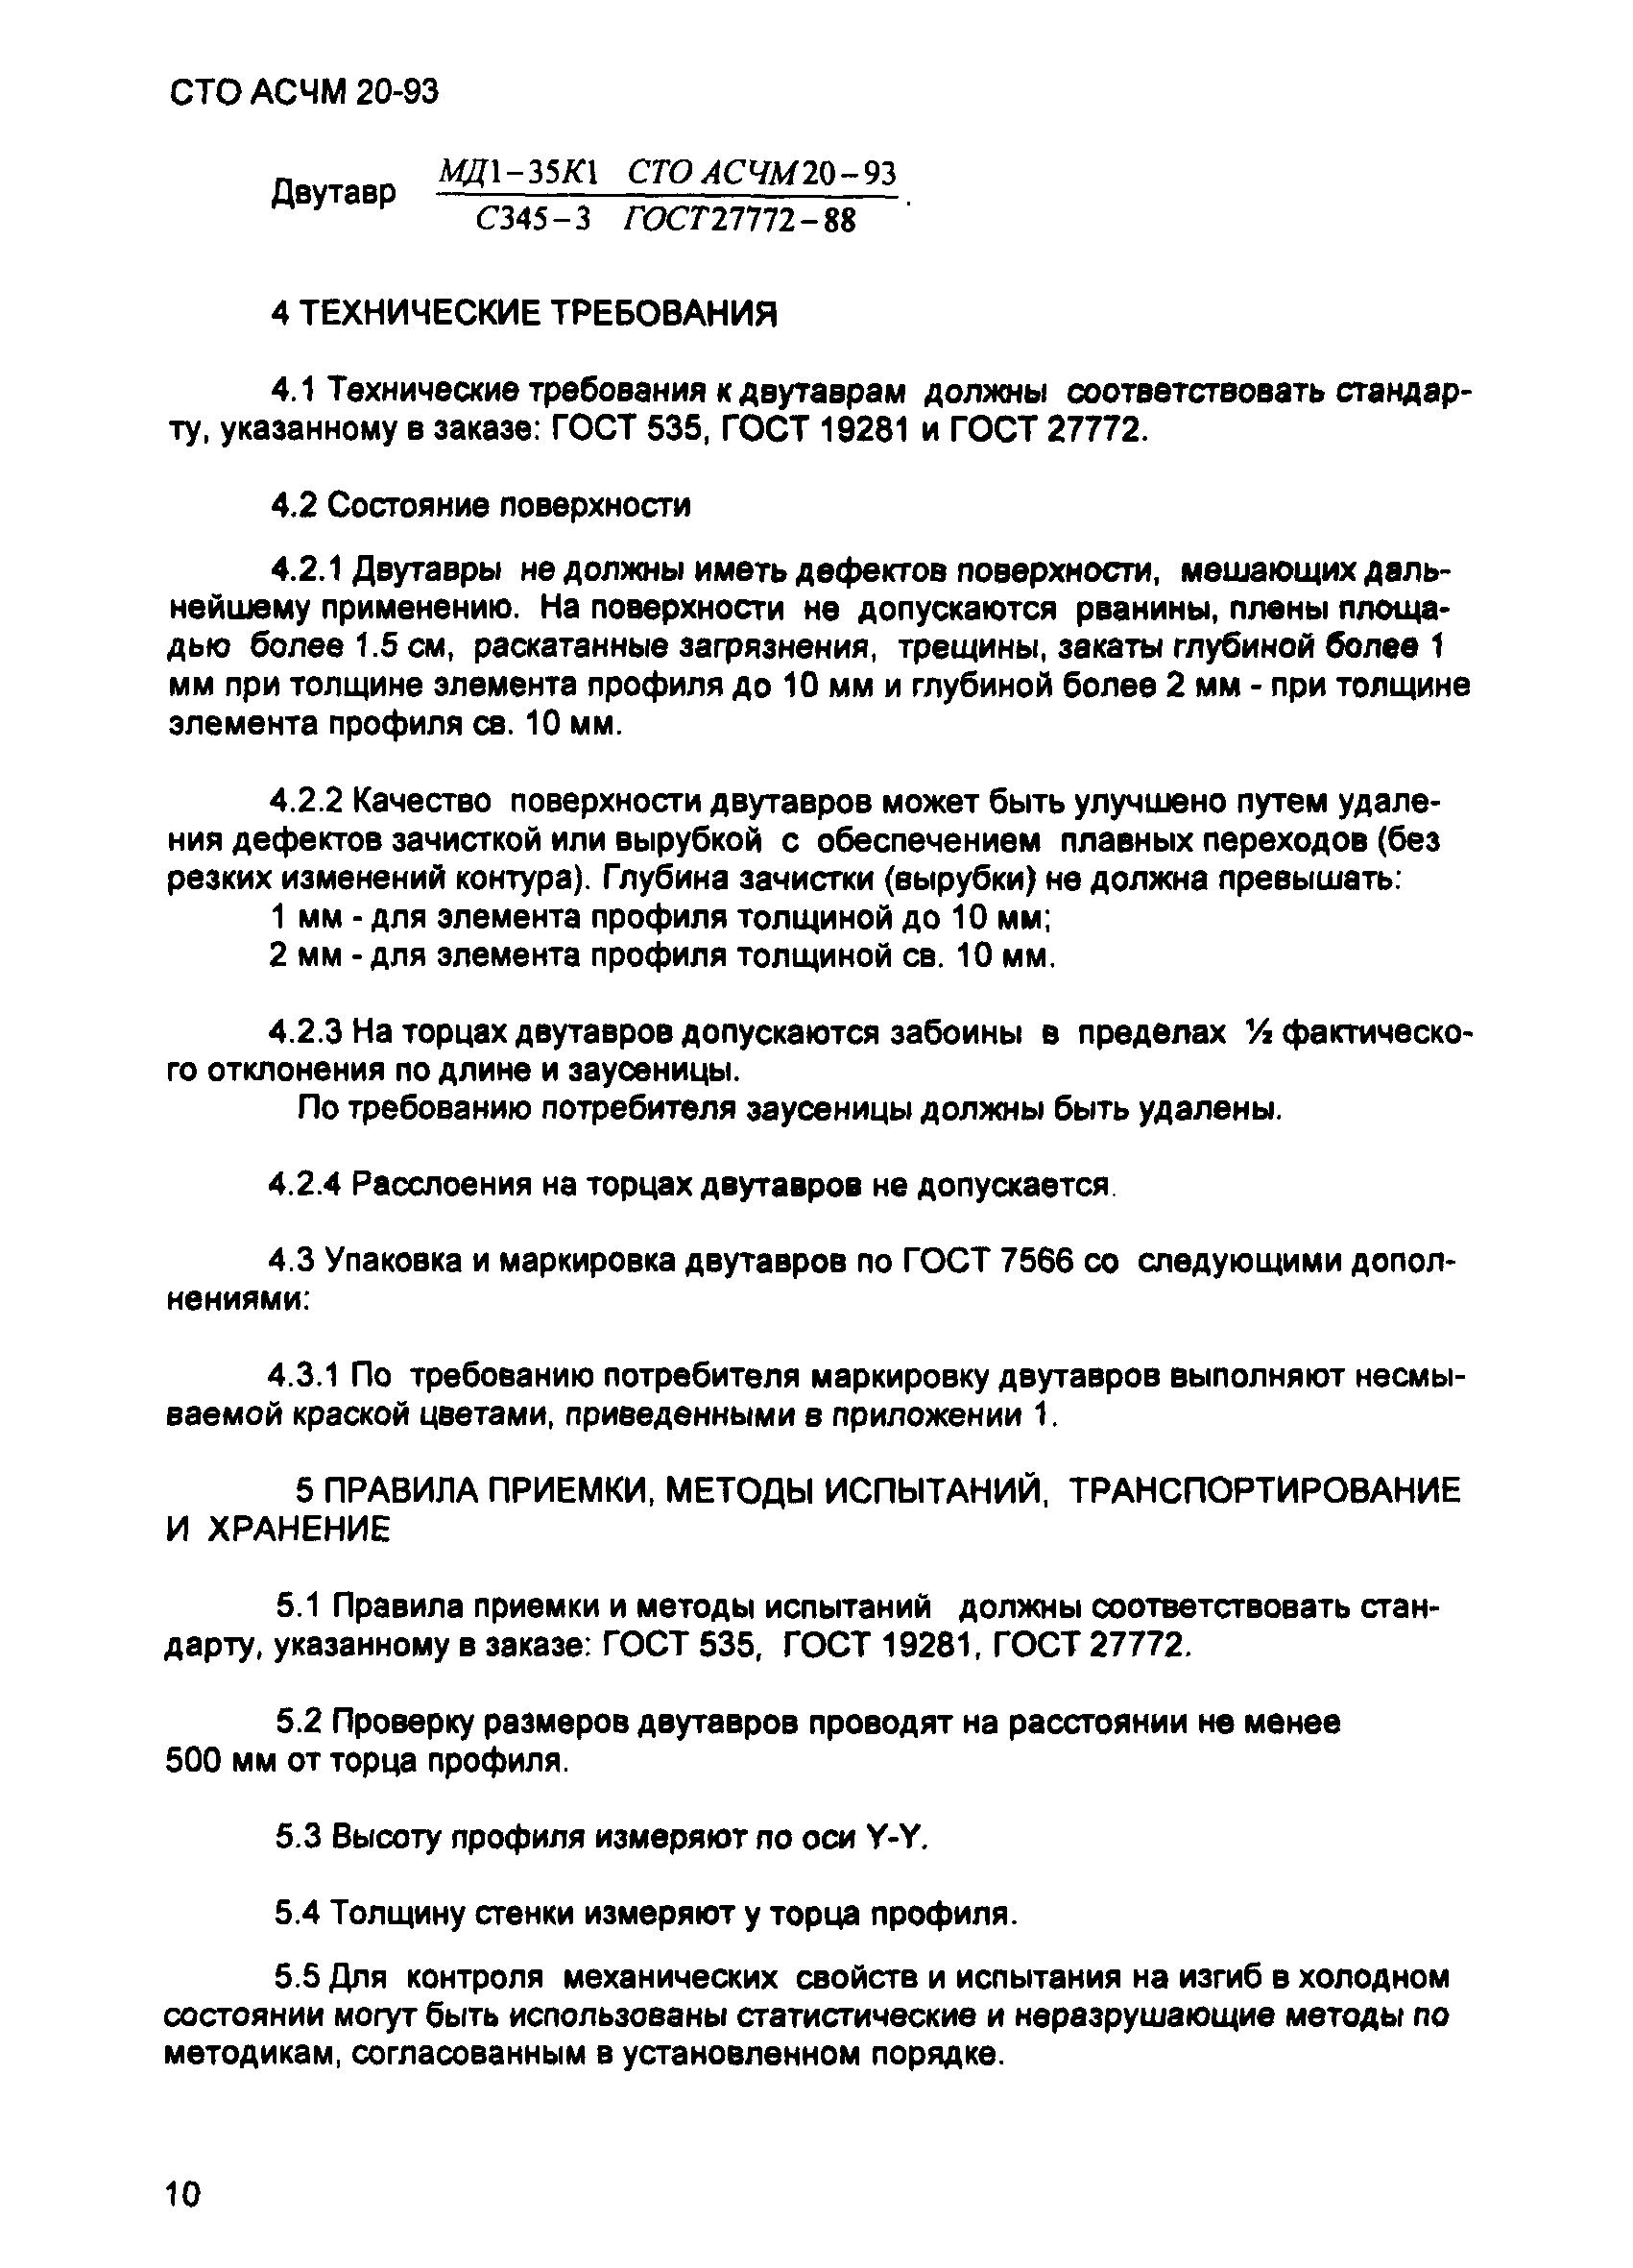 СТО АСЧМ 20-93
Двутавр МД1-35К1 СТО АСЧМ20-93
С345-3 ГОСТ27772-88.
4 ТЕХНИЧЕСКИЕ ТРЕБОВАНИЯ
4.1 Технические требования к двутаврам должны соответствовать стандар-
ту, указанному в заказе: ГОСТ 535, ГОСТ 19281 и ГОСТ 27772.
4.2 Состояние поверхности
4.2.1 Двутавры не должны иметь дефектов поверхности, мешающих даль-
нейшему применению. На поверхности не допускаются рванины, плены площа-
дью более 1.5 см, раскатанные загрязнения, трещины, закаты глубиной более 1
мм при толщине элемента профиля до 10 мм и глубиной более 2 мм - при толщине
элемента профиля св. 10 мм.
4.2.2 Качество поверхности двутавров может быть улучшено путем удале-
ния дефектов зачисткой или вырубкой с обеспечением плавных переходов (без
резких изменений контура). Глубина зачистки (вырубки) не должна превышать:
1 мм - для элемента профиля толщиной до 10 мм;
2 мм - для элемента профиля толщиной св. 10 мм.
4.2.3 На торцах двутавров допускаются забоины в пределах ½ фактическо-
го отклонения по длине и заусеницы.
По требованию потребителя заусеницы должны быть удалены.
4.2.4 Расслоения на торцах двутавров не допускается.
4.3 Упаковка и маркировка двутавров по ГОСТ 7566 со следующими допол-
нениями:
4.3.1 По требованию потребителя маркировку двутавров выполняют несмы-
ваемой краской цветами, приведенными в приложении 1.
5 ПРАВИЛА ПРИЕМКИ, МЕТОДЫ ИСПЫТАНИЙ, ТРАНСПОРТИРОВАНИЕ
И ХРАНЕНИЕ
5.1 Правила приемки и методы испытаний должны соответствовать стан-
дарту, указанному в заказе: ГОСТ 535, ГОСТ 19281, ГОСТ 27772.
5.2 Проверку размеров двутавров проводят на расстоянии не менее
500 мм от торца профиля.
5.3 Высоту профиля измеряют по оси Y-Y.
5.4 Толщину стенки измеряют у торца профиля.
5.5 Для контроля механических свойств и испытания на изгиб в холодном
состоянии могут быть использованы статистические и неразрушающие методы по
методикам, согласованным в установленном порядке.
10